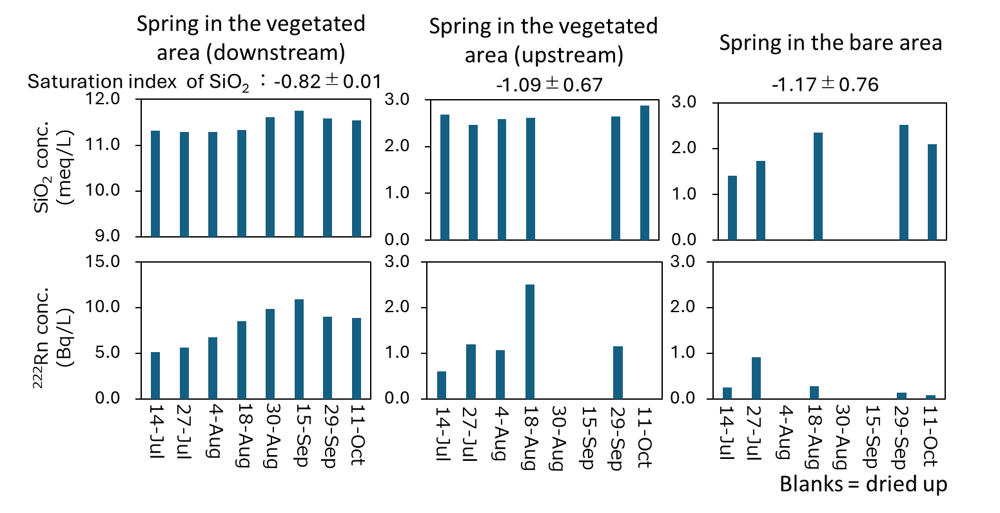 Spring in the vegetated
area (downstream)
Spring in the vegetated
area (upstream)
Spring in the bare area
Saturation index of SiO₂ ：-0.82±0.01
-1.09±0.67
-1.17±0.76
SiO₂ conc.
(meq/L)
12.0
11.0
10.0
9.0
3.0
2.0
1.0
0.0
3.0
2.0
1.0
0.0
²²²Rn conc.
(Bq/L)
15.0
10.0
5.0
0.0
3.0
2.0
1.0
0.0
3.0
2.0
1.0
0.0
14-Jul
27-Jul
4-Aug
18-Aug
30-Aug
15-Sep
29-Sep
11-Oct
14-Jul
27-Jul
4-Aug
18-Aug
30-Aug
15-Sep
29-Sep
11-Oct
14-Jul
27-Jul
4-Aug
18-Aug
30-Aug
15-Sep
29-Sep
11-Oct
Blanks = dried up